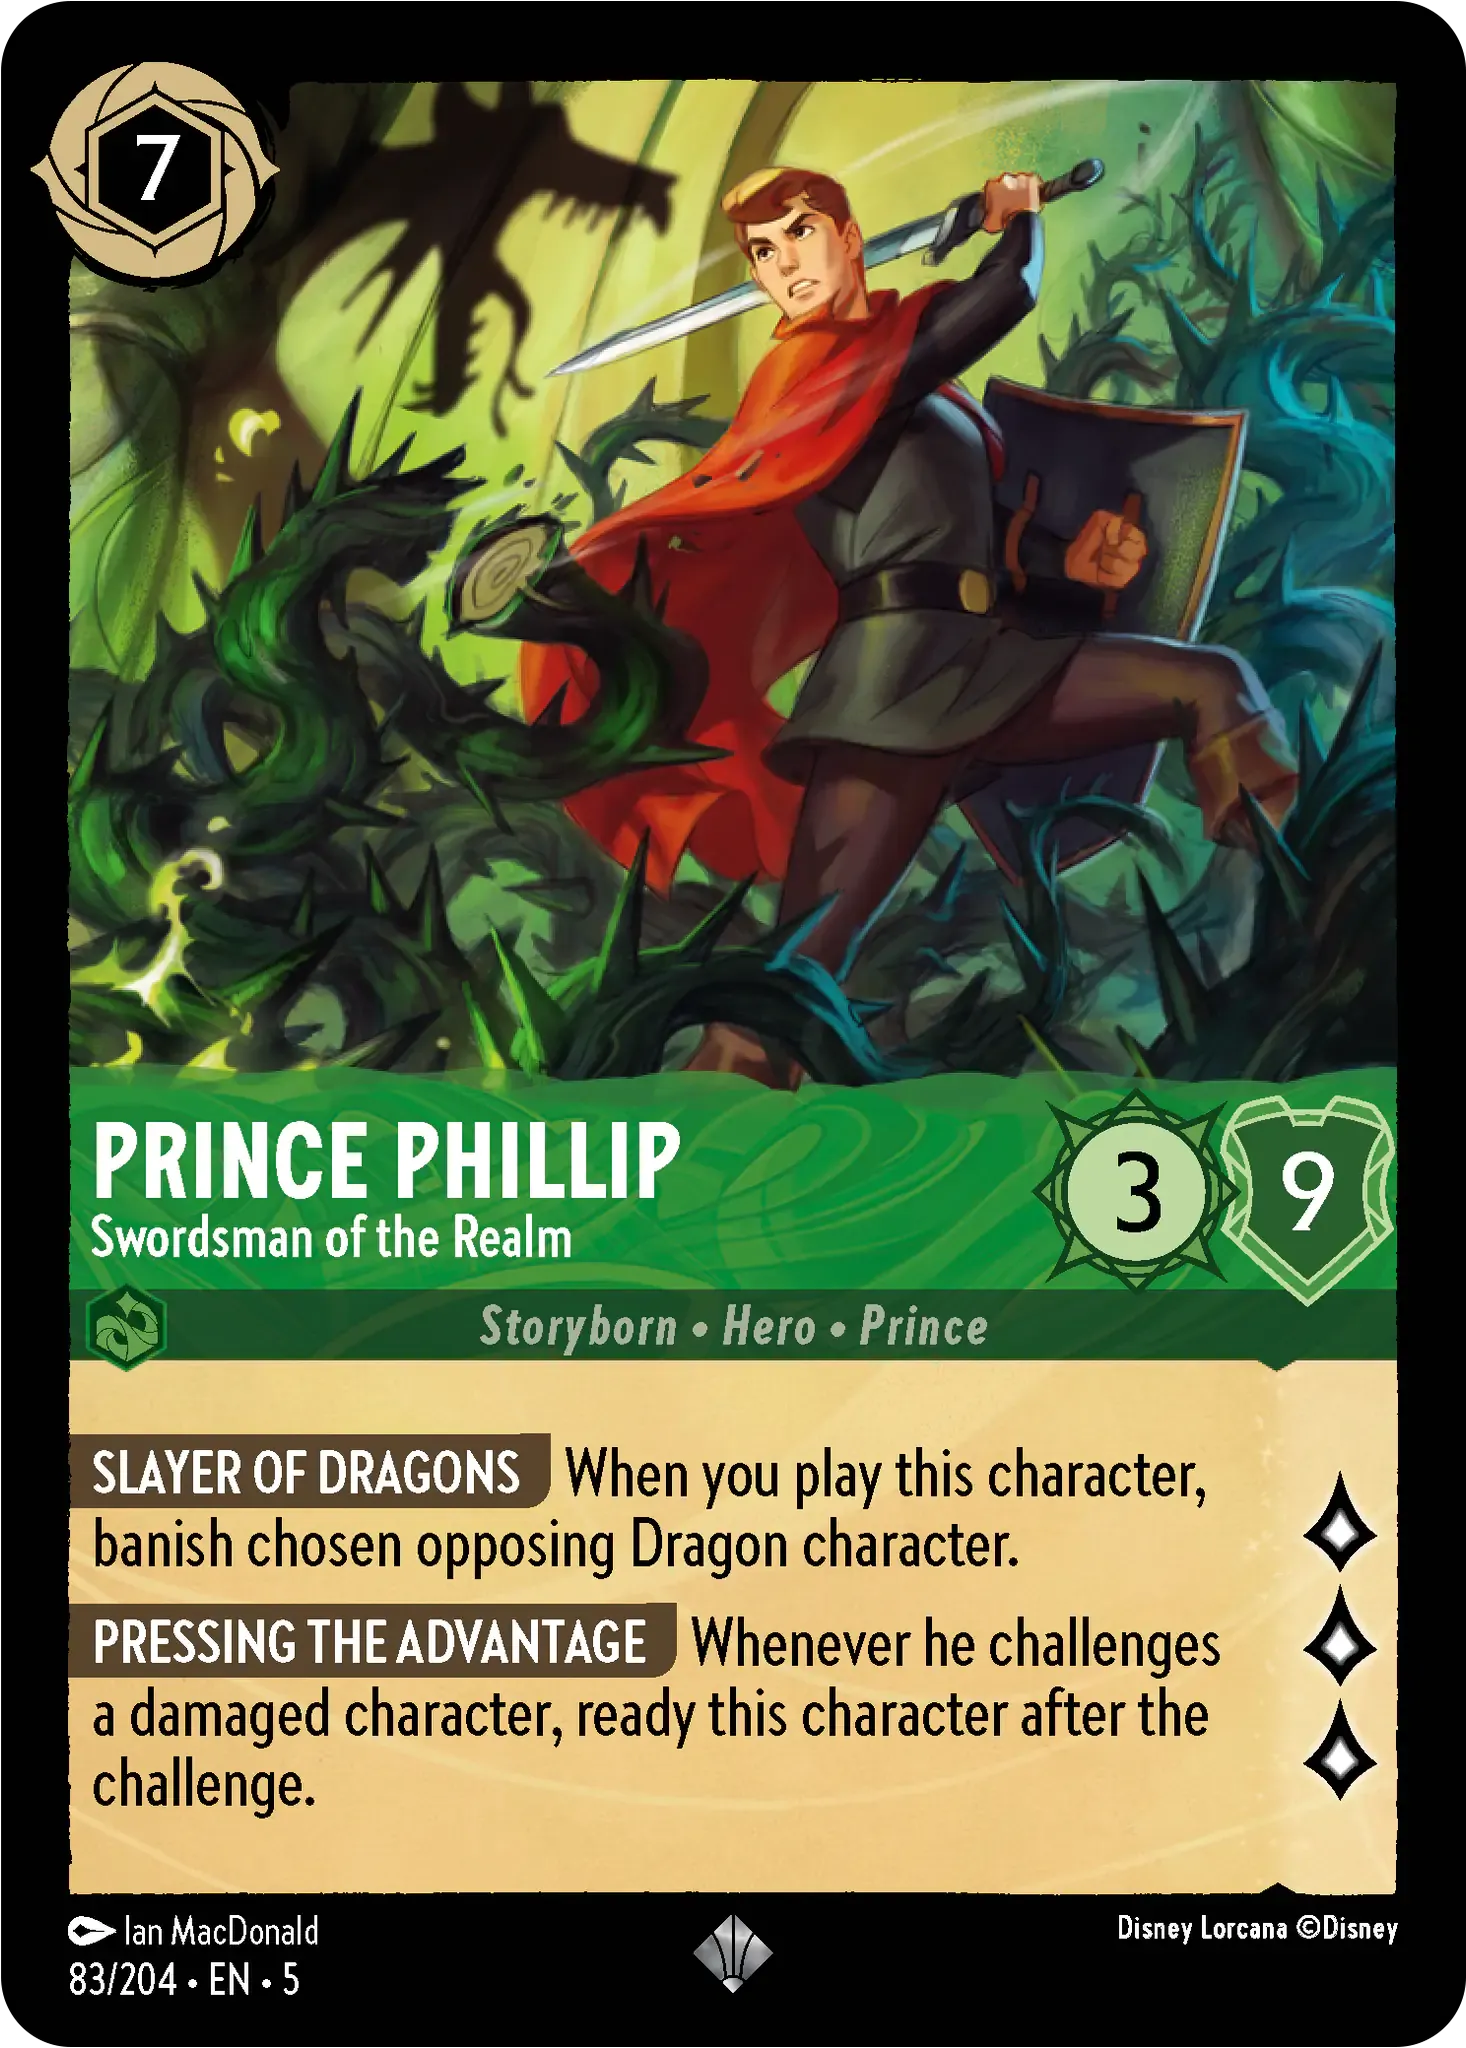 7
PRINCE PHILLIP
Swordsman of the Realm
3
9
Storyborn • Hero • Prince
SLAYER OF DRAGONS When you play this character,
banish chosen opposing Dragon character.
PRESSING THE ADVANTAGE Whenever he challenges
a damaged character, ready this character after the
challenge.
Ian MacDonald
83/204 • EN • 5
Disney Lorcana ©Disney